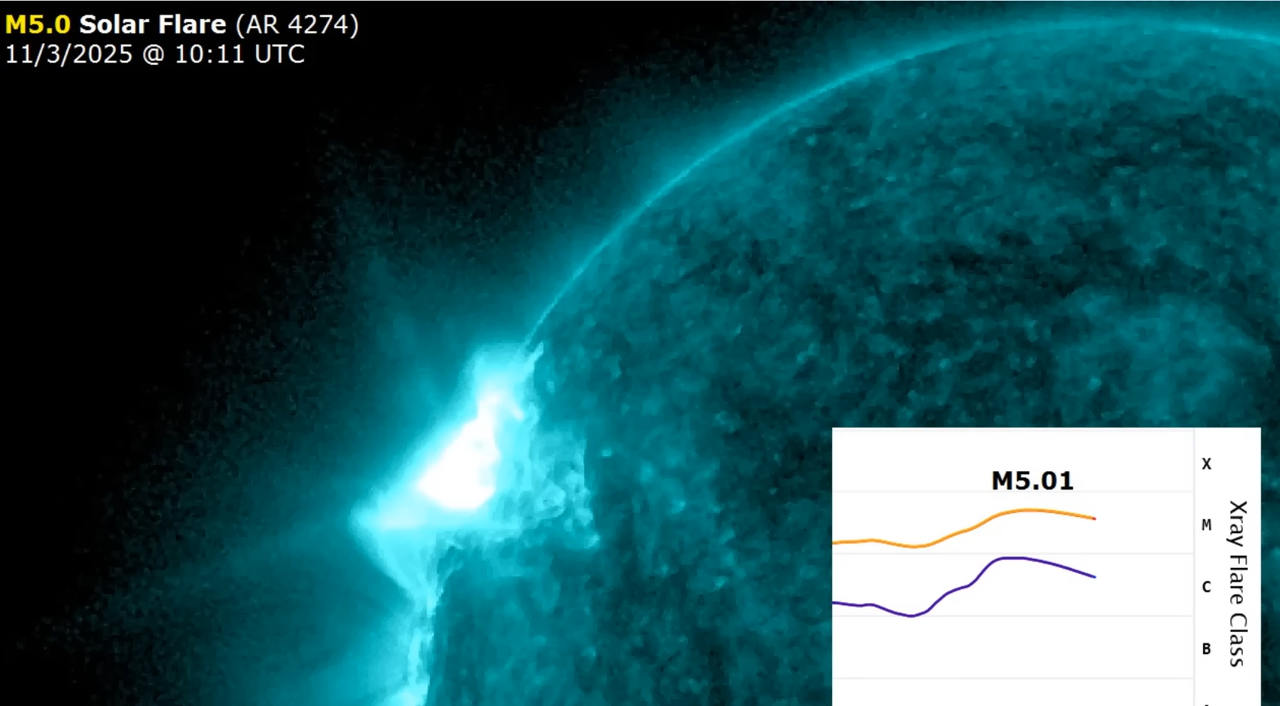 M5.0 Solar Flare (AR 4274)
11/3/2025 @ 10:11 UTC
M5.01
X
M
C
B
Xray Flare Class